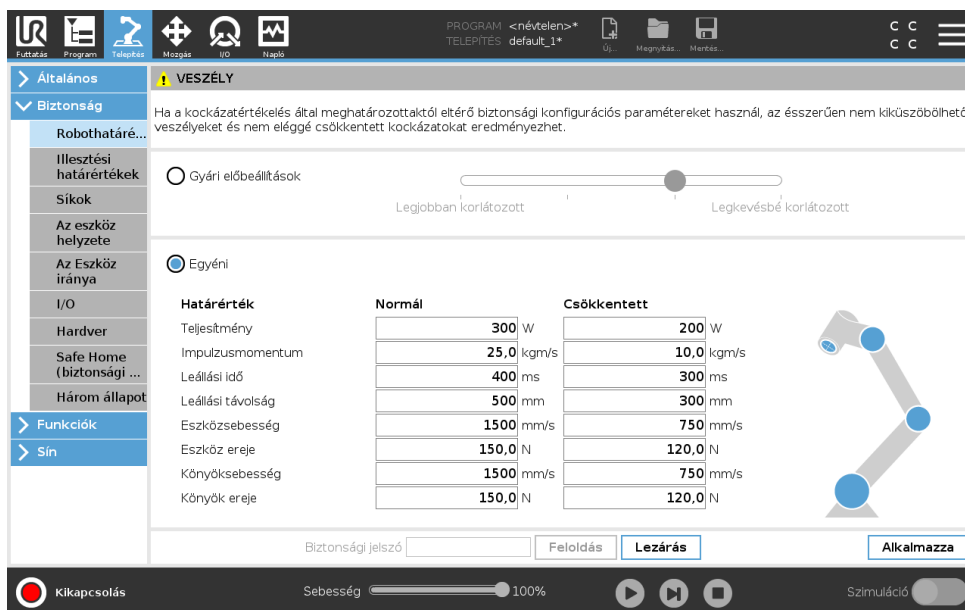 PROGRAM <névtelen>*
TELEPÍTÉS default_1*
Futtatás Program Telepítés Mozgás I/O Napló Új... Megnyitás... Mentés...
C C
C C
Általános
Biztonság
Robothatáré...
Illesztési
határértékek
Síkok
Az eszköz
helyzete
Az Eszköz
iránya
I/O
Hardver
Safe Home
(biztonsági ...
Három állapot
Funkciók
Sín
VESZÉLY
Ha a kockázatértékelés által meghatározottaktól eltérő biztonsági konfigurációs paramétereket használ, az ésszerűen nem kiküszöbölhető
veszélyeket és nem eléggé csökkentett kockázatokat eredményezhet.
Gyári előbeállítások
Legjobban korlátozott Legkevésbé korlátozott
Egyéni
Határérték Normál Csökkentett
Teljesítmény 300 W 200 W
Impulzusmomentum 25,0 kgm/s 10,0 kgm/s
Leállási idő 400 ms 300 ms
Leállási távolság 500 mm 300 mm
Eszközsebesség 1500 mm/s 750 mm/s
Eszköz ereje 150,0 N 120,0 N
Könyöksebesség 1500 mm/s 750 mm/s
Könyök ereje 150,0 N 120,0 N
Biztonsági jelszó Feloldás Lezárás Alkalmazza
Kikapcsolás Sebesség 100% Szimuláció